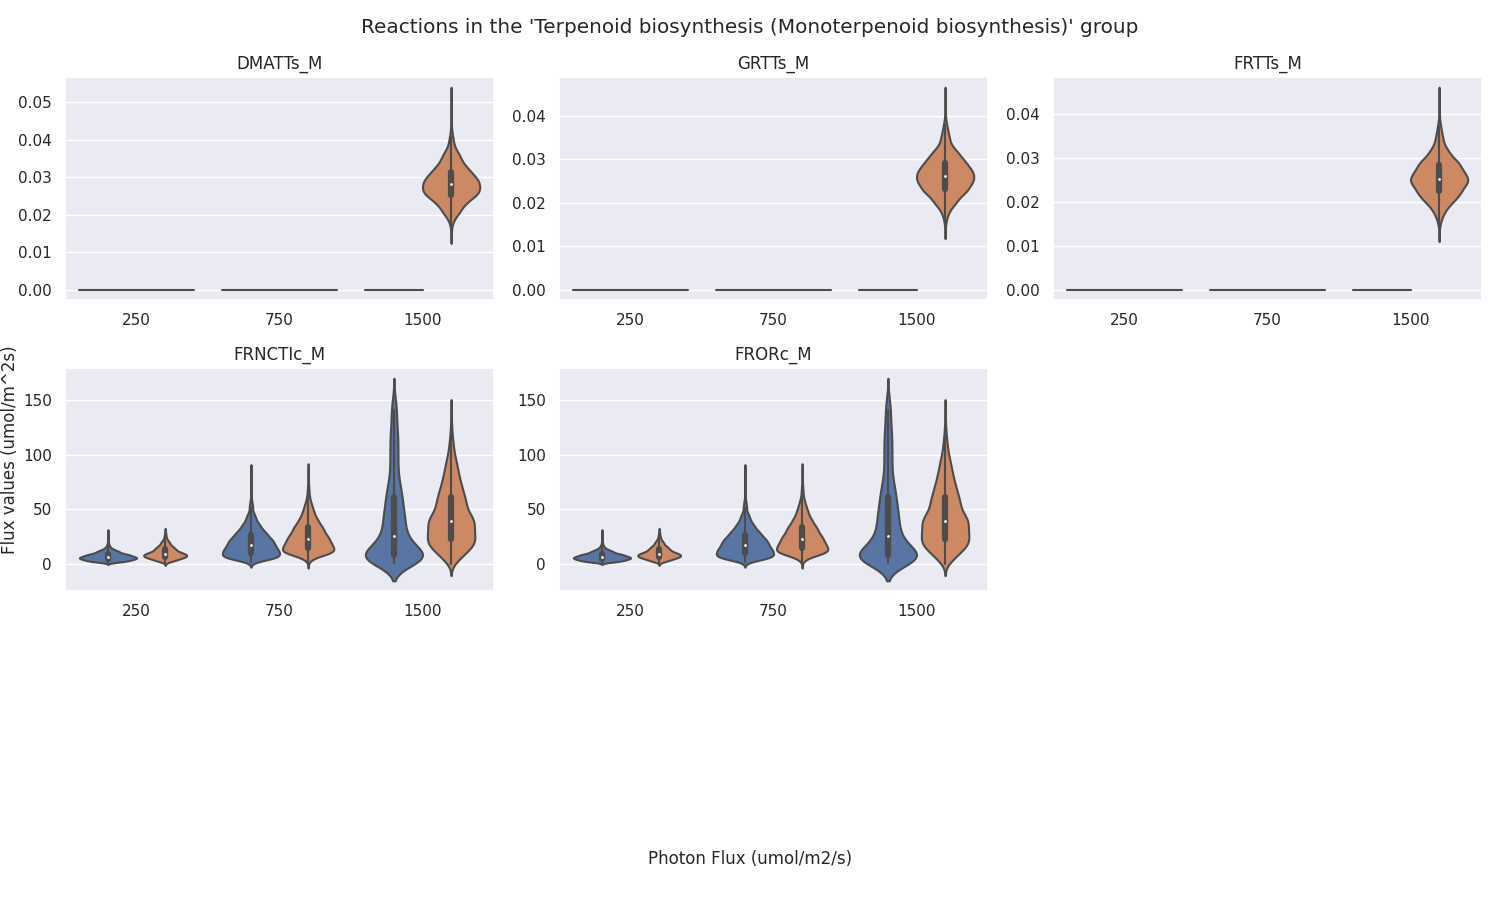 Reactions in the 'Terpenoid biosynthesis (Monoterpenoid biosynthesis)' group
DMATTs_M
0.05
0.04
0.03
0.02
0.01
0.00
250 750 1500
GRTTs_M
0.04
0.03
0.02
0.01
0.00
250 750 1500
FRTTs_M
0.04
0.03
0.02
0.01
0.00
250 750 1500
Flux values (umol/m^2s)
FRNCTIc_M
150
100
50
0
250 750 1500
FRORc_M
150
100
50
0
250 750 1500
Photon Flux (umol/m2/s)